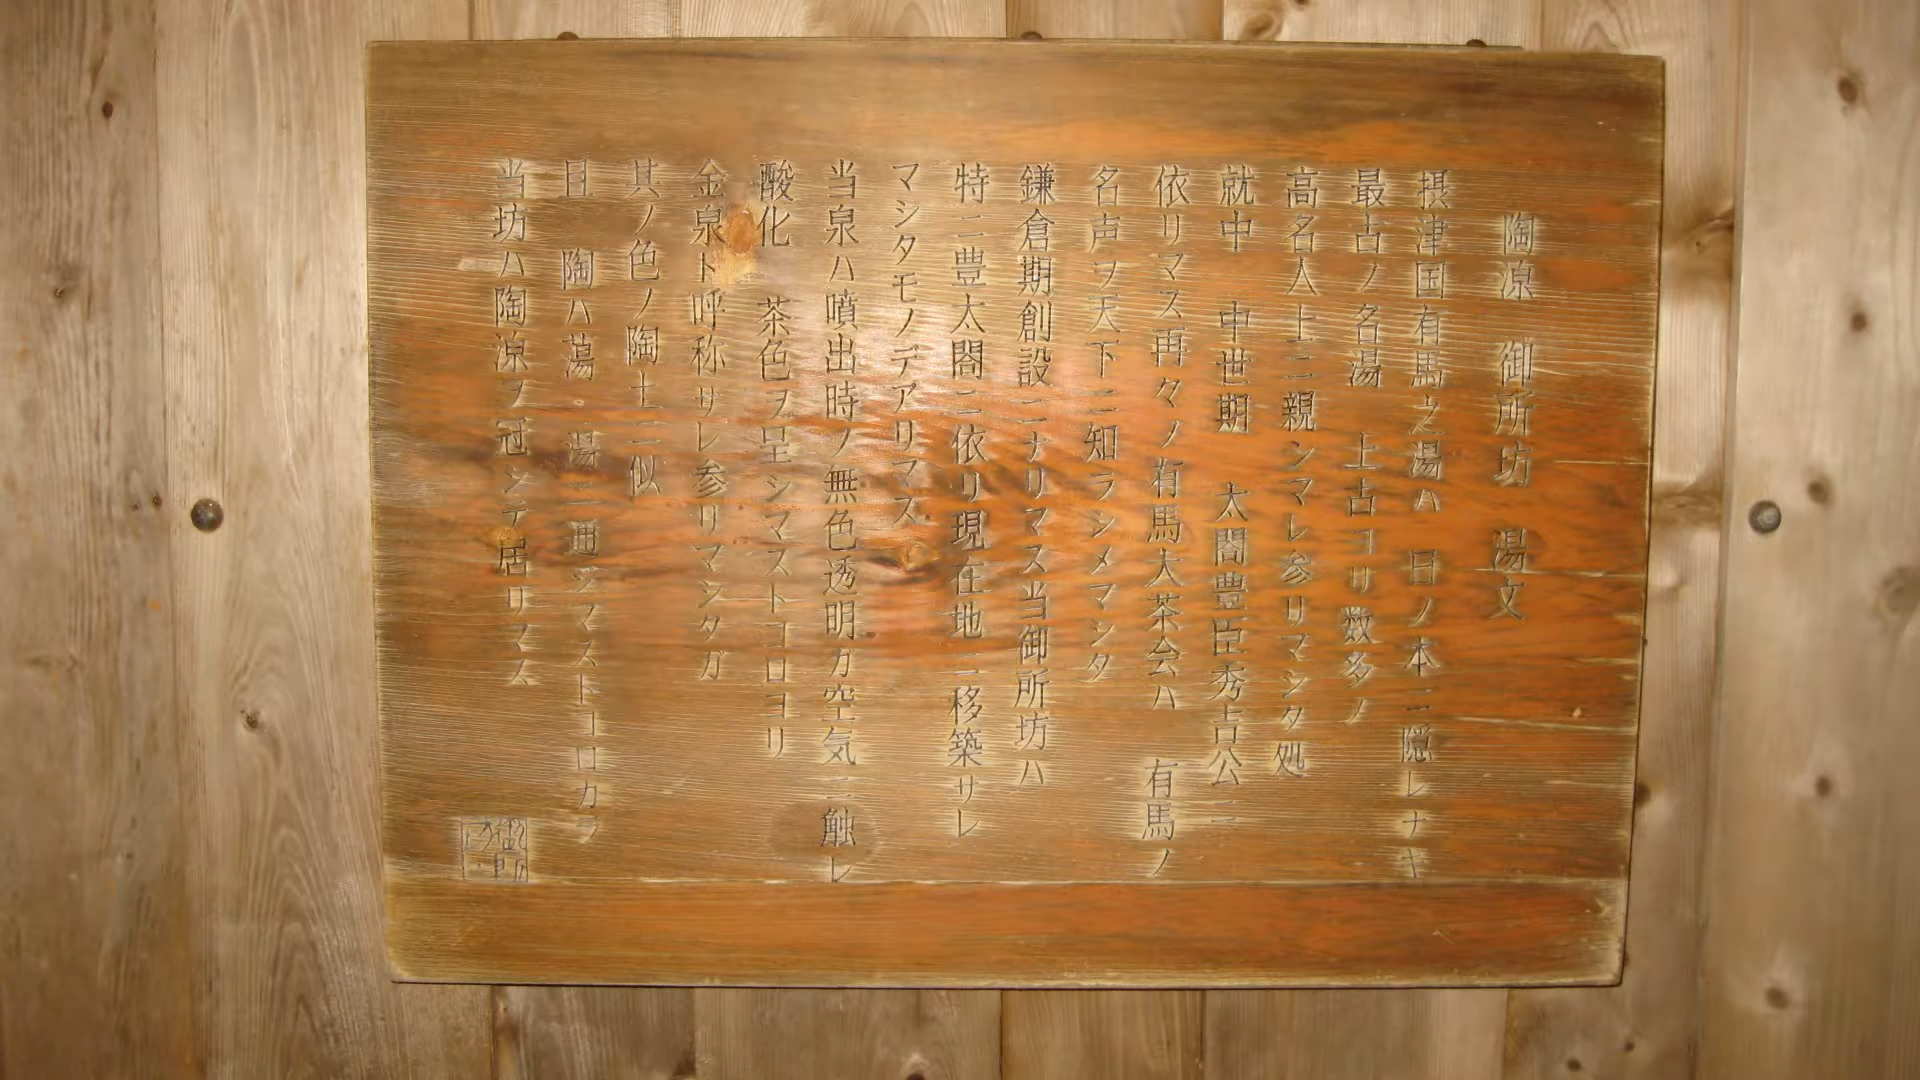 陶源 御所坊 湯文
摂津国有馬之湯ハ 日ノ本ニ隠レナキ
最古ノ名湯 上古ヨリ数多ノ
高名人士ニ親シマレ参リマシタ処
就中 中世期 太閤豊臣秀吉公ニ
依リマス再々ノ有馬大茶会ハ 有馬ノ
名声ヲ天下ニ知ラシメマシタ
鎌倉期創設ニナリマス当御所坊ハ
特ニ豊太閤ニ依リ現在地ニ移築サレ
マシタモノデアリマス
当泉ハ噴出時ノ無色透明ガ空気ニ触レ
酸化 茶色ヲ呈シマストコロヨリ
金泉ト呼称サレ参リマシタガ
其ノ色ノ陶土ニ似
且 陶ハ蕩 湯ニ通ジマストコロカラ
当坊ハ陶源ヲ冠シテ居リマス